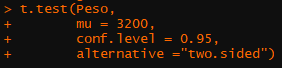 > t.test(Peso,
+ mu = 3200,
+ conf.level = 0.95,
+ alternative ="two.sided")